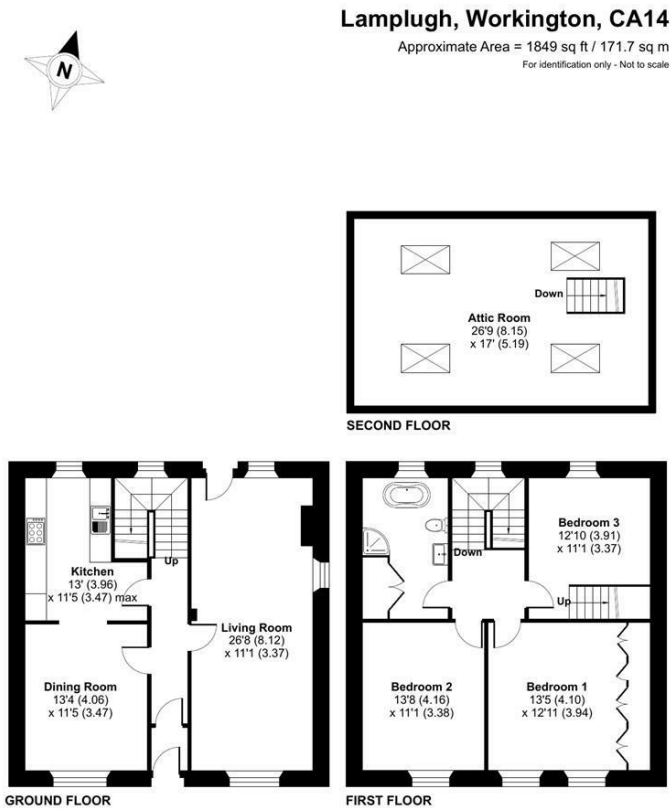 Lamplugh, Workington, CA14
Approximate Area = 1849 sq ft / 171.7 sq m
For identification only - Not to scale
N
Down
Attic Room
26'9 (8.15)
x 17' (5.19)
SECOND FLOOR
Up
Kitchen
13' (3.96)
x 11'5 (3.47) max
Living Room
26'8 (8.12)
x 11'1 (3.37)
Dining Room
13'4 (4.06)
x 11'5 (3.47)
GROUND FLOOR
Down
Bedroom 3
12'10 (3.91)
x 11'1 (3.37)
Up
Bedroom 2
13'8 (4.16)
x 11'1 (3.38)
Bedroom 1
13'5 (4.10)
x 12'11 (3.94)
FIRST FLOOR